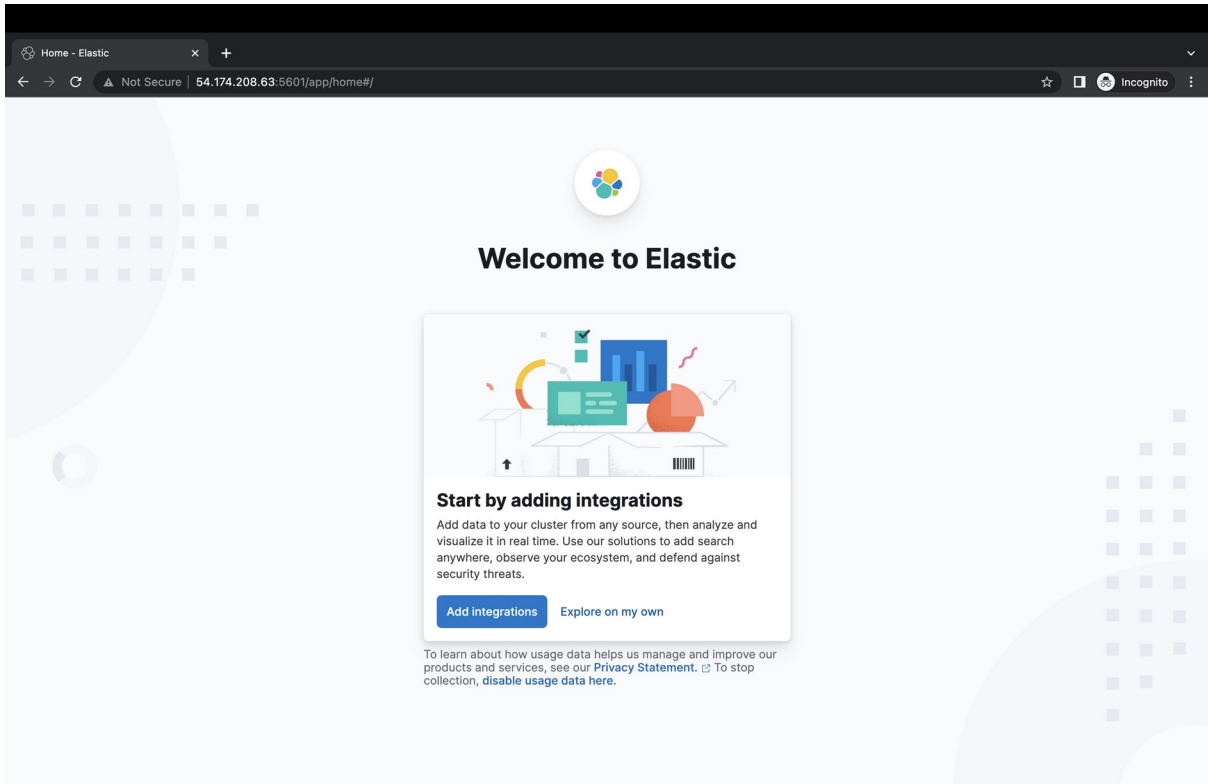 Home - Elastic
Not Secure | 54.174.208.63:5601/app/home#/
Incognito
Welcome to Elastic
Start by adding integrations
Add data to your cluster from any source, then analyze and
visualize it in real time. Use our solutions to add search
anywhere, observe your ecosystem, and defend against
security threats.
Add integrations
Explore on my own
To learn about how usage data helps us manage and improve our
products and services, see our Privacy Statement. To stop
collection, disable usage data here.